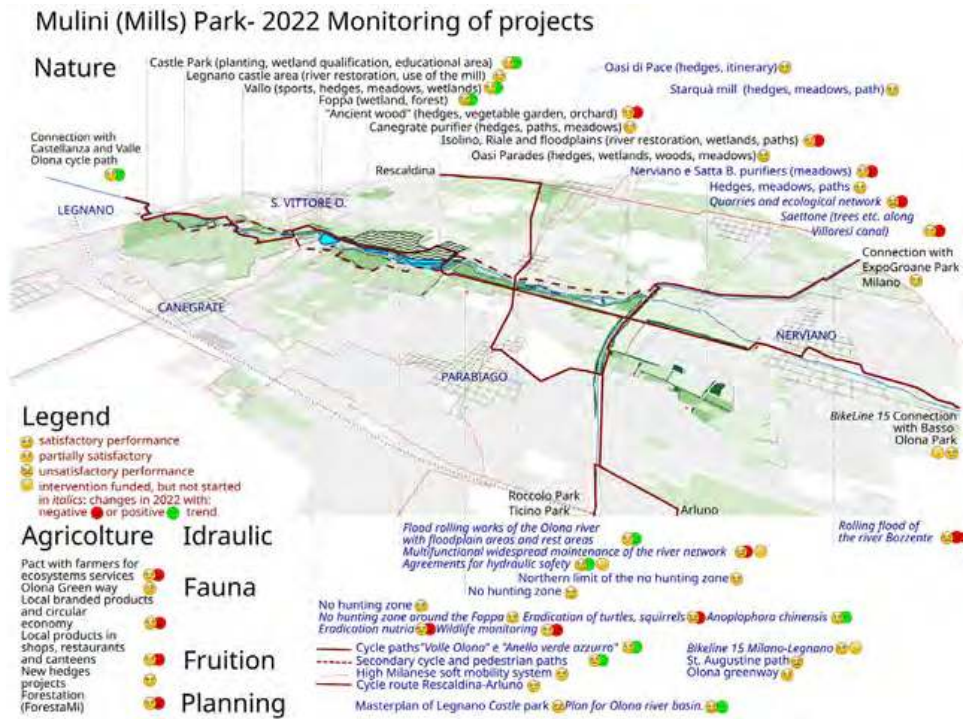 Mulini (Mills) Park- 2022 Monitoring of projects
Nature
Castle Park (planting, wetland qualification, educational area)
Legnano castle area (river restoration, use of the mill)
Vallo (sports, hedges, meadows, wetlands)
Foppa (wetland, forest)
"Ancient wood" (hedges, vegetable garden, orchard)
Canegrate purifier (hedges, paths, meadows)
Isolino, Riale and floodplains (river restoration, wetlands, paths)
Oasi Parades (hedges, wetlands, woods, meadows)
Oasi di Pace (hedges, itinerary)
Starquà mill (hedges, meadows, path)
Nerviano e Satta B. purifiers (meadows)
Hedges, meadows, paths
Quarries and ecological network
Saettone (trees etc. along
Villoresi canal)
Connection with
Castellanza and Valle
Olona cycle path
Rescaldina
LEGNANO
S. VITTORE O.
Connection with
ExpoGroane Park
Milano
CANEGRATE
NERVIANO
PARABIAGO
BikeLine 15 Connection
with Basso
Olona Park
Legend
satisfactory performance
partially satisfactory
unsatisfactory performance
intervention funded, but not started
in italics: changes in 2022 with:
negative or positive trend
Roccolo Park
Ticino Park
Arluno
Agricolture
Pact with farmers for
ecosystems services
Olona Green way
Local branded products
and circular
economy
Local products in
shops, restaurants
and canteens
New hedges
projects
Forestation
(ForestaMi)
Idraulic
Flood rolling works of the Olona river
with floodplain areas and rest areas
Multifunctional widespread maintenance of the river network
Agreements for hydraulic safety
Rolling flood of
the river Bozzente
Fauna
Northern limit of the no hunting zone
No hunting zone
No hunting zone
No hunting zone around the Foppa Eradication of turtles, squirrels Anoplophora chinensis
Eradication nutria Wildlife monitoring
Fruition
Cycle paths"Valle Olona" e "Anello verde azzurro"
Secondary cycle and pedestrian paths
High Milanese soft mobility system
Cycle route Rescaldina-Arluno
Bikeline 15 Milano-Legnano
St. Augustine path
Olona greenway
Planning
Masterplan of Legnano Castle park Plan for Olona river basin.